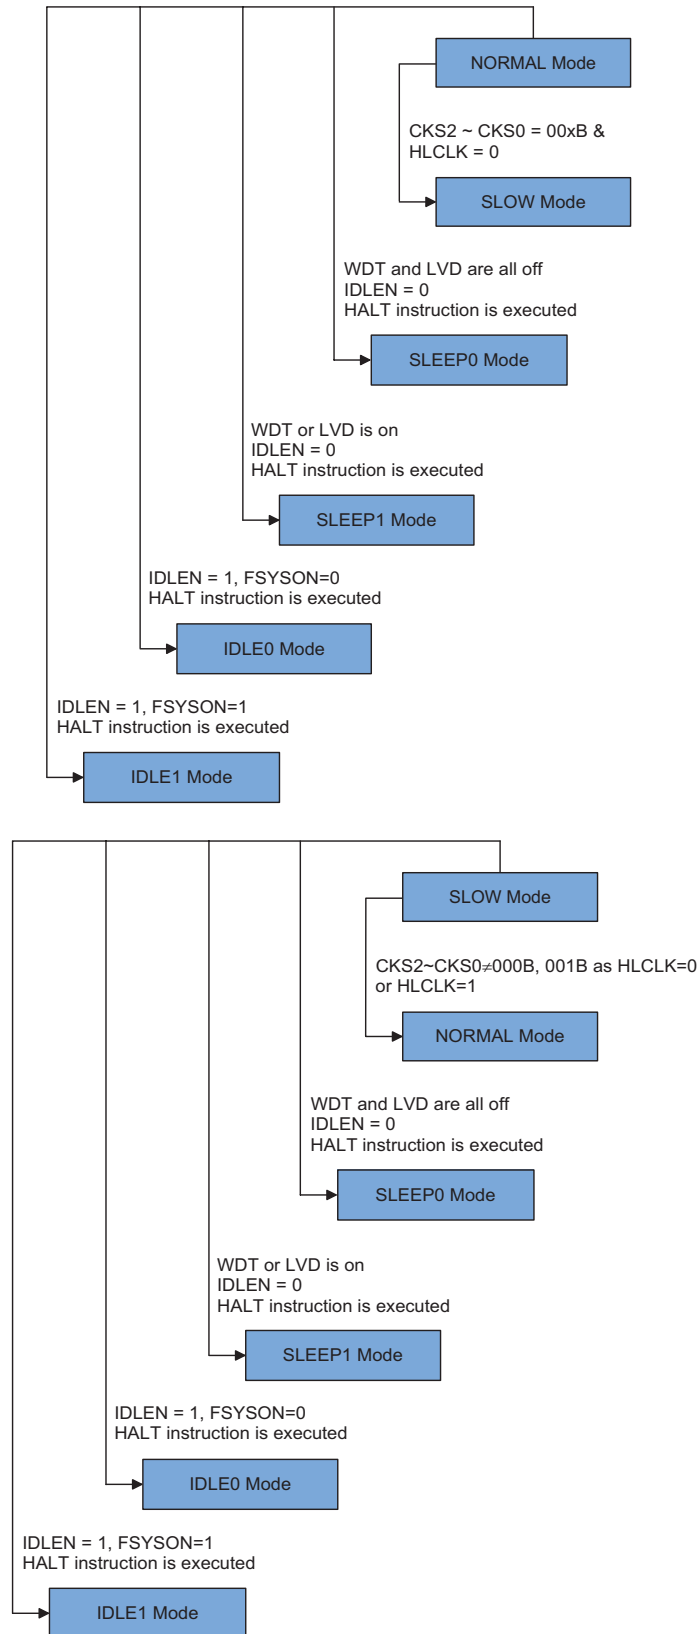 NORMAL Mode
CKS2 ~ CKS0 = 00xB &
HLCLK = 0
SLOW Mode
WDT and LVD are all off
IDLEN = 0
HALT instruction is executed
SLEEP0 Mode
WDT or LVD is on
IDLEN = 0
HALT instruction is executed
SLEEP1 Mode
IDLEN = 1, FSYSON=0
HALT instruction is executed
IDLE0 Mode
IDLEN = 1, FSYSON=1
HALT instruction is executed
IDLE1 Mode
SLOW Mode
CKS2~CKS0≠000B, 001B as HLCLK=0
or HLCLK=1
NORMAL Mode
WDT and LVD are all off
IDLEN = 0
HALT instruction is executed
SLEEP0 Mode
WDT or LVD is on
IDLEN = 0
HALT instruction is executed
SLEEP1 Mode
IDLEN = 1, FSYSON=0
HALT instruction is executed
IDLE0 Mode
IDLEN = 1, FSYSON=1
HALT instruction is executed
IDLE1 Mode